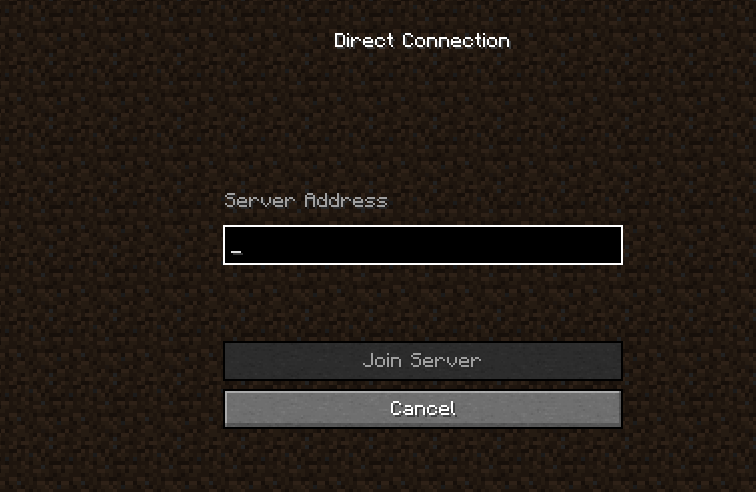 Direct Connection
Server Address
_
Join Server
Cancel